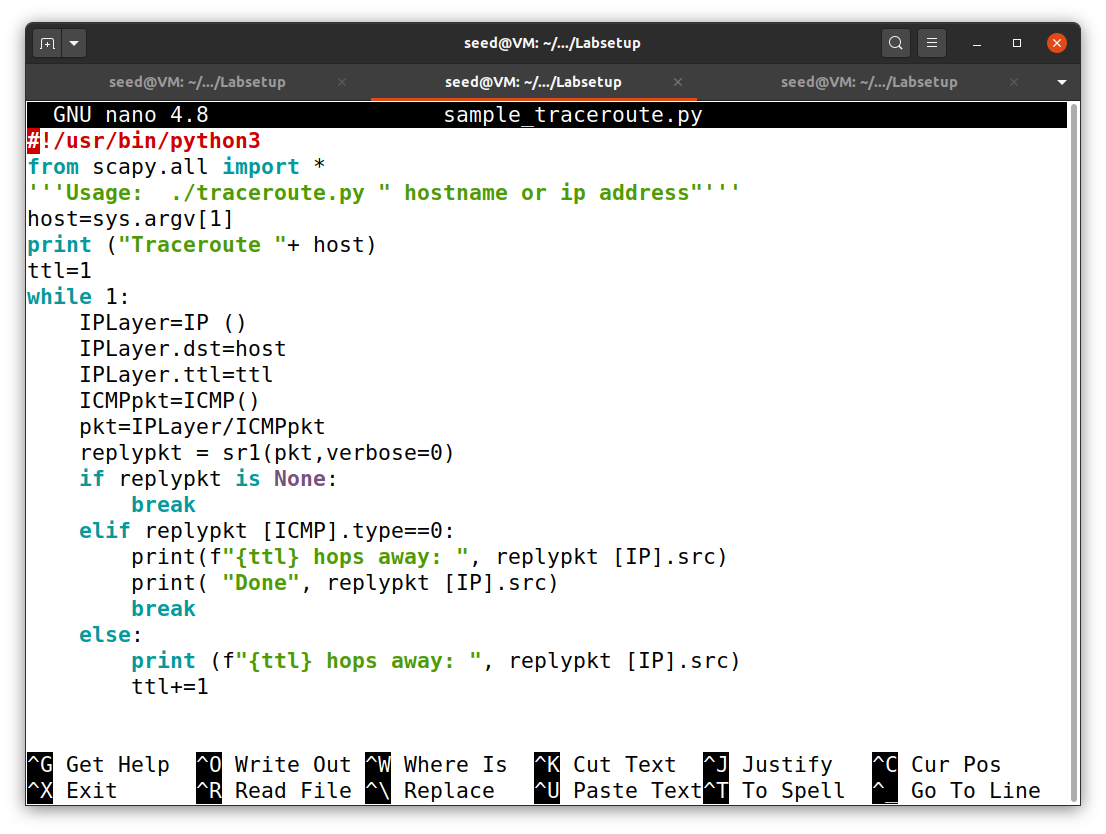 seed@VM: ~/.../Labsetup
seed@VM: ~/.../Labsetup × seed@VM: ~/.../Labsetup × seed@VM: ~/.../Labsetup ×
GNU nano 4.8 sample_traceroute.py
#!/usr/bin/python3
from scapy.all import *
'''Usage:  ./traceroute.py " hostname or ip address"'''
host=sys.argv[1]
print ("Traceroute "+ host)
ttl=1
while 1:
    IPLayer=IP ()
    IPLayer.dst=host
    IPLayer.ttl=ttl
    ICMPpkt=ICMP()
    pkt=IPLayer/ICMPpkt
    replypkt = sr1(pkt,verbose=0)
    if replypkt is None:
        break
    elif replypkt [ICMP].type==0:
        print(f"{ttl} hops away: ", replypkt [IP].src)
        print( "Done", replypkt [IP].src)
        break
    else:
        print (f"{ttl} hops away: ", replypkt [IP].src)
        ttl+=1
^G Get Help ^O Write Out ^W Where Is ^K Cut Text ^J Justify ^C Cur Pos
^X Exit ^R Read File ^\ Replace ^U Paste Text ^T To Spell ^_ Go To Line